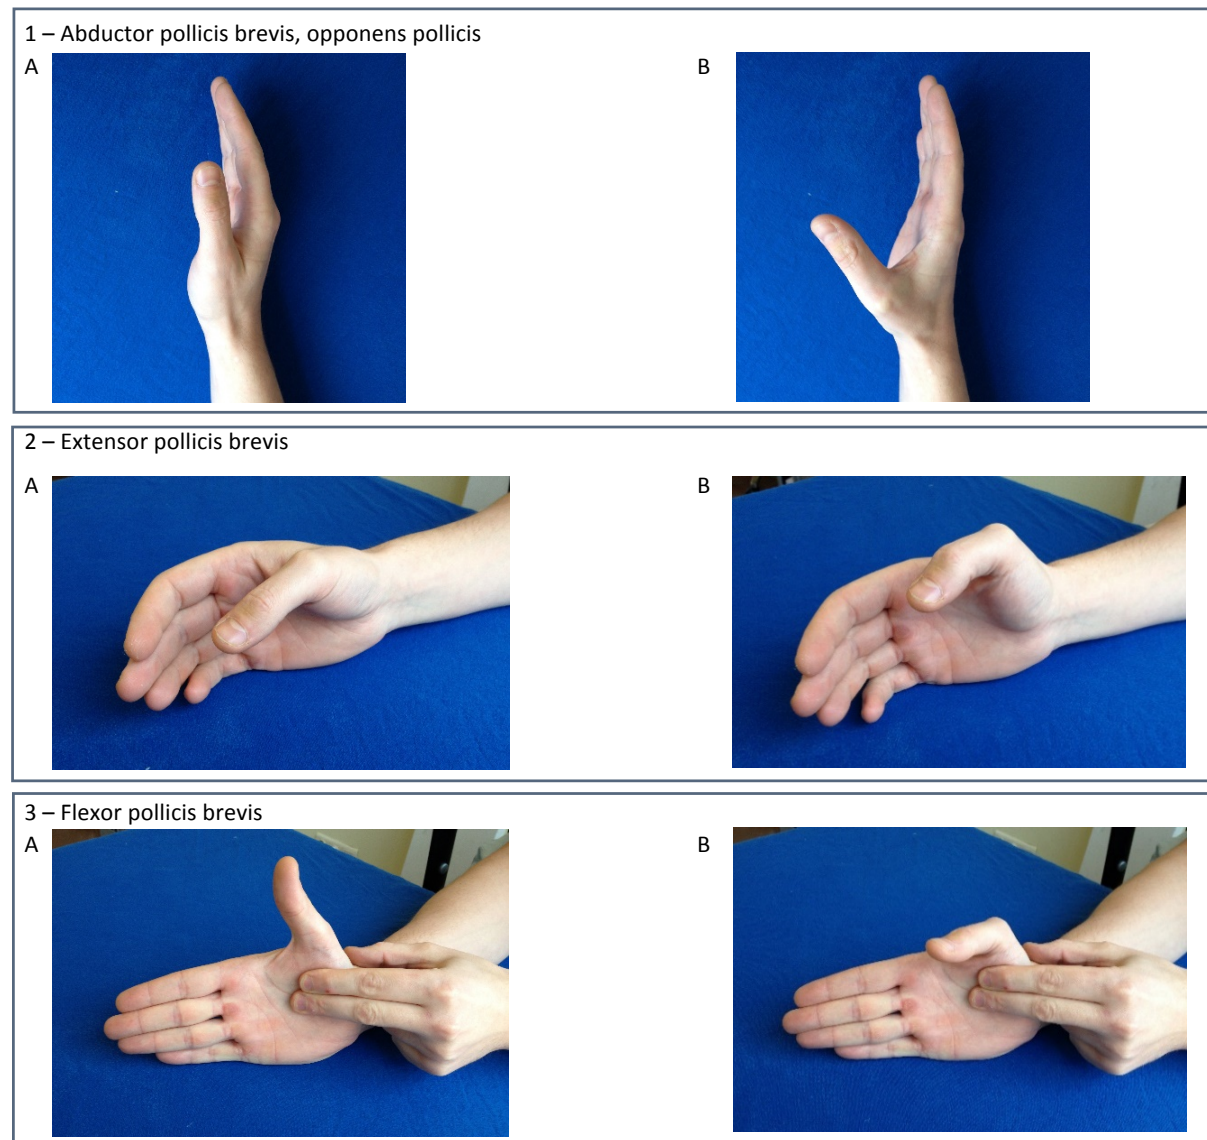 1 – Abductor pollicis brevis, opponens pollicis
A
B
2 – Extensor pollicis brevis
A
B
3 – Flexor pollicis brevis
A
B